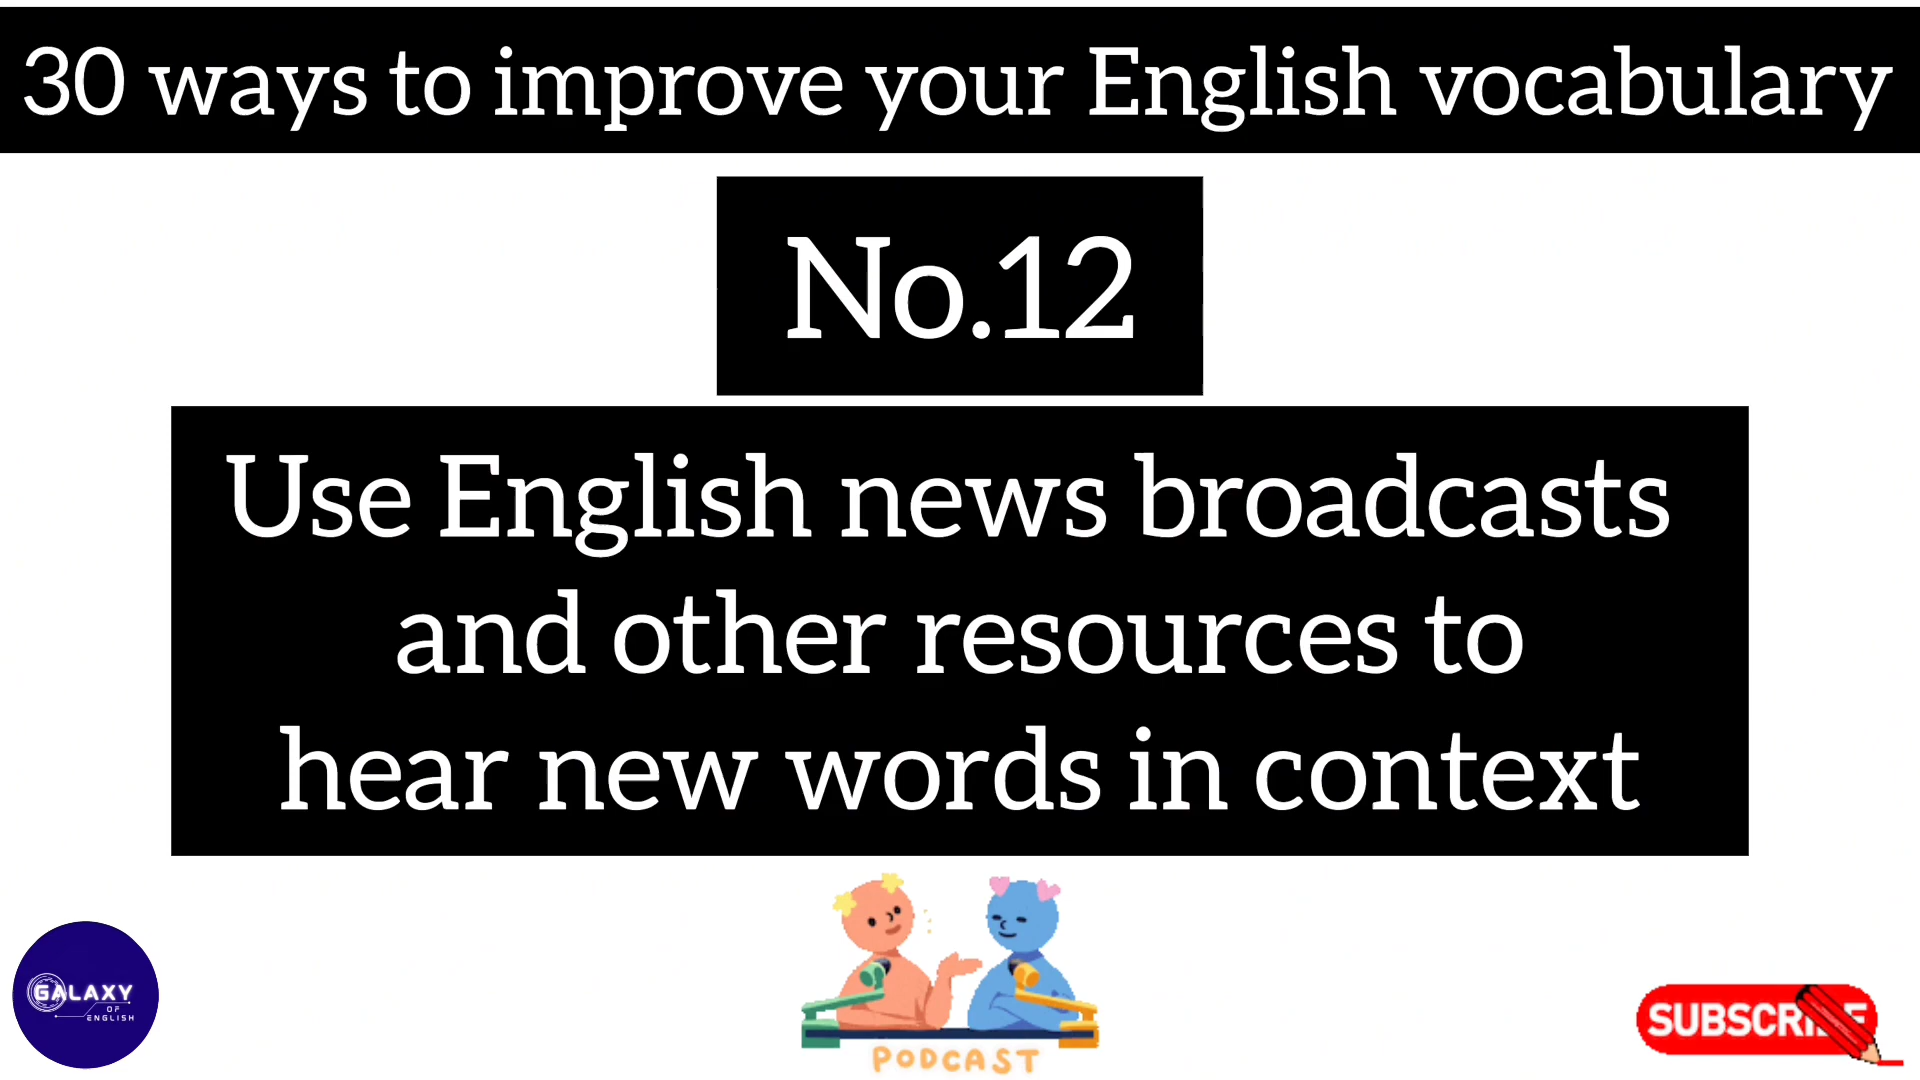 30 ways to improve your English vocabulary
No.12
Use English news broadcasts
and other resources to
hear new words in context
GALAXY
OF
ENGLISH
PODCAST
SUBSCRIBE